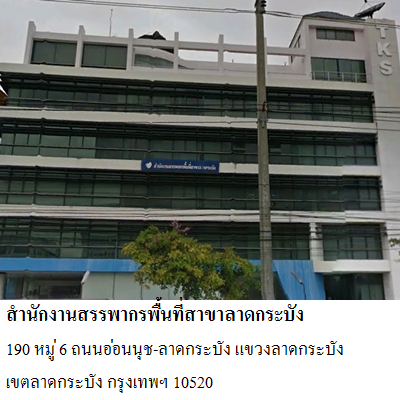 TKS
สำนักงานสรรพากรพื้นที่สาขาลาดกระบัง
190 หมู่ 6 ถนนอ่อนนุช-ลาดกระบัง แขวงลาดกระบัง
เขตลาดกระบัง กรุงเทพฯ 10520